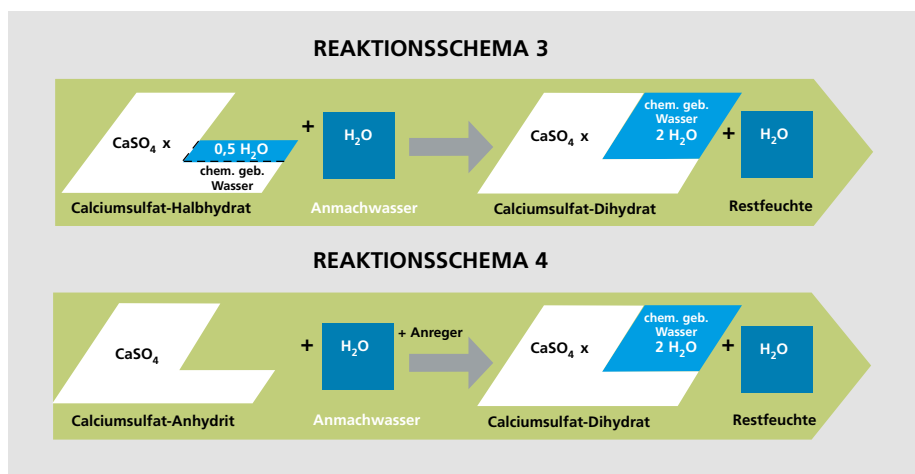 REAKTIONSSCHEMA 3
CaSO₄ x
0,5 H₂O
chem. geb.
Wasser
Calciumsulfat-Halbhydrat
+
H₂O
Anmachwasser
CaSO₄ x
chem. geb.
Wasser
2 H₂O
Calciumsulfat-Dihydrat
+
H₂O
Restfeuchte
REAKTIONSSCHEMA 4
CaSO₄
Calciumsulfat-Anhydrit
+
H₂O
Anmachwasser
+ Anreger
CaSO₄ x
chem. geb.
Wasser
2 H₂O
Calciumsulfat-Dihydrat
+
H₂O
Restfeuchte